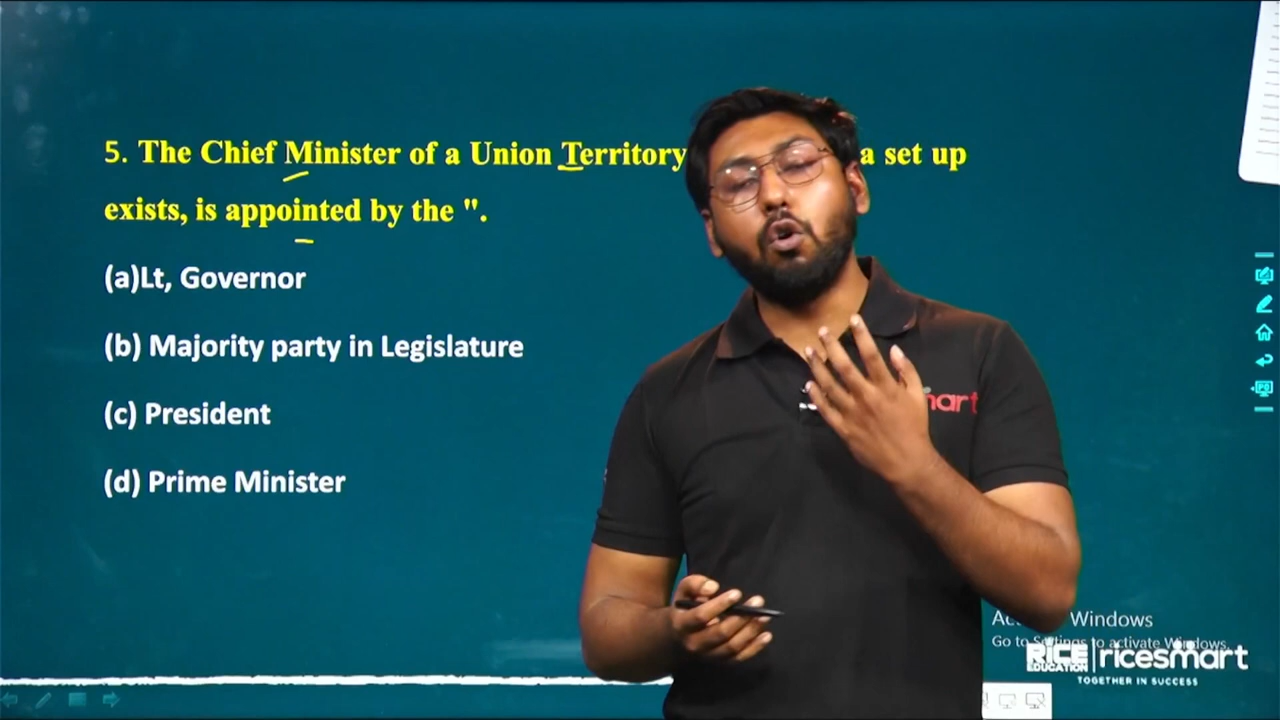 5. The Chief Minister of a Union Territory a set up
exists, is appointed by the ".
(a)Lt, Governor
(b) Majority party in Legislature
(c) President
(d) Prime Minister
mart
Windows
Go to Settings to activate Windows.
RICE EDUCATION ricesmart
TOGETHER IN SUCCESS